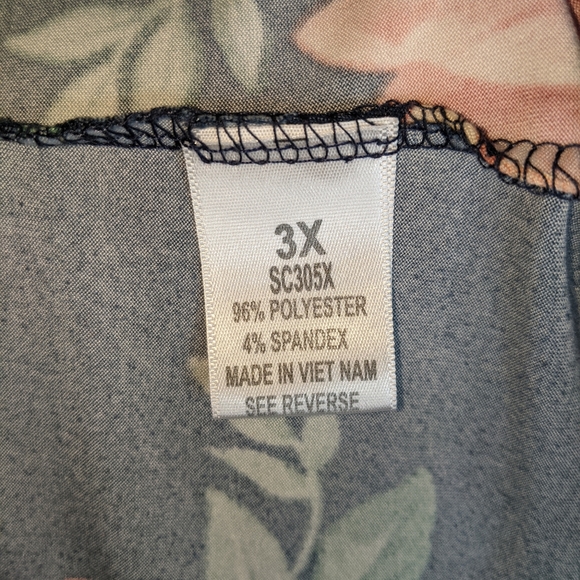 3X
SC305X
96% POLYESTER
4% SPANDEX
MADE IN VIET NAM
SEE REVERSE